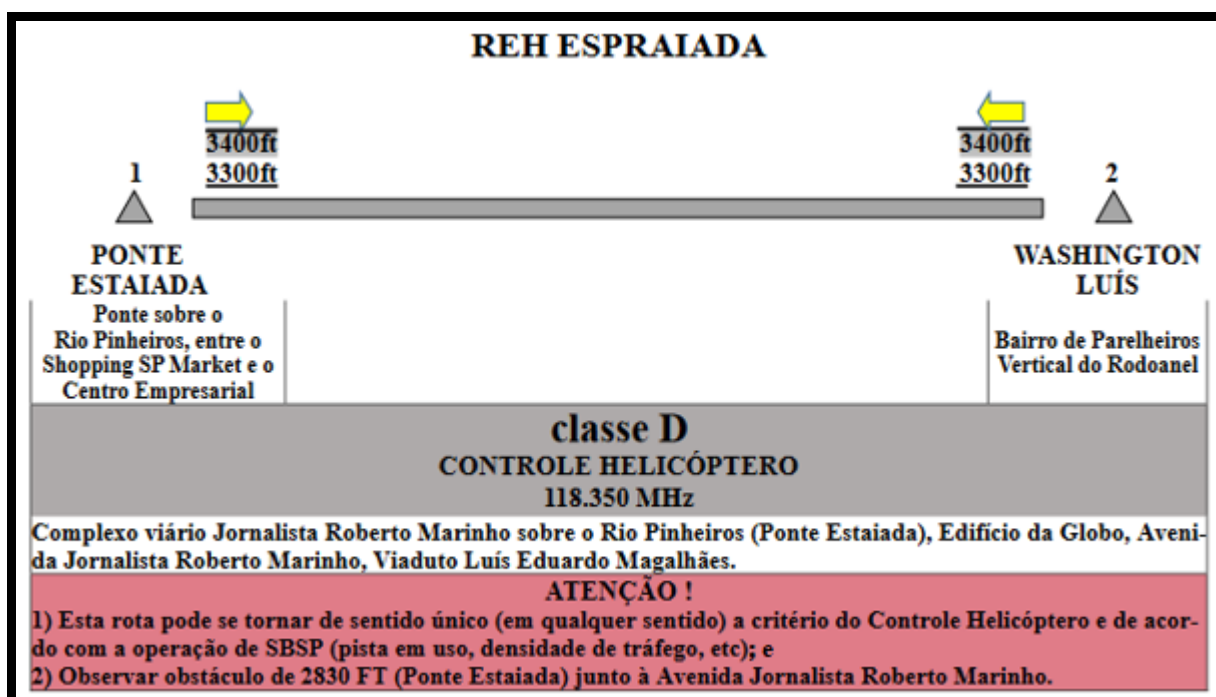 REH ESPRAIADA
3400ft
3300ft
3400ft
3300ft
1
2
PONTE
ESTAIADA
WASHINGTON
LUÍS
Ponte sobre o
Rio Pinheiros, entre o
Shopping SP Market e o
Centro Empresarial
Bairro de Parelheiros
Vertical do Rodoanel
classe D
CONTROLE HELICÓPTERO
118.350 MHz
Complexo viário Jornalista Roberto Marinho sobre o Rio Pinheiros (Ponte Estaiada), Edifício da Globo, Aveni-
da Jornalista Roberto Marinho, Viaduto Luís Eduardo Magalhães.
ATENÇÃO !
1) Esta rota pode se tornar de sentido único (em qualquer sentido) a critério do Controle Helicóptero e de acor-
do com a operação de SBSP (pista em uso, densidade de tráfego, etc); e
2) Observar obstáculo de 2830 FT (Ponte Estaiada) junto à Avenida Jornalista Roberto Marinho.